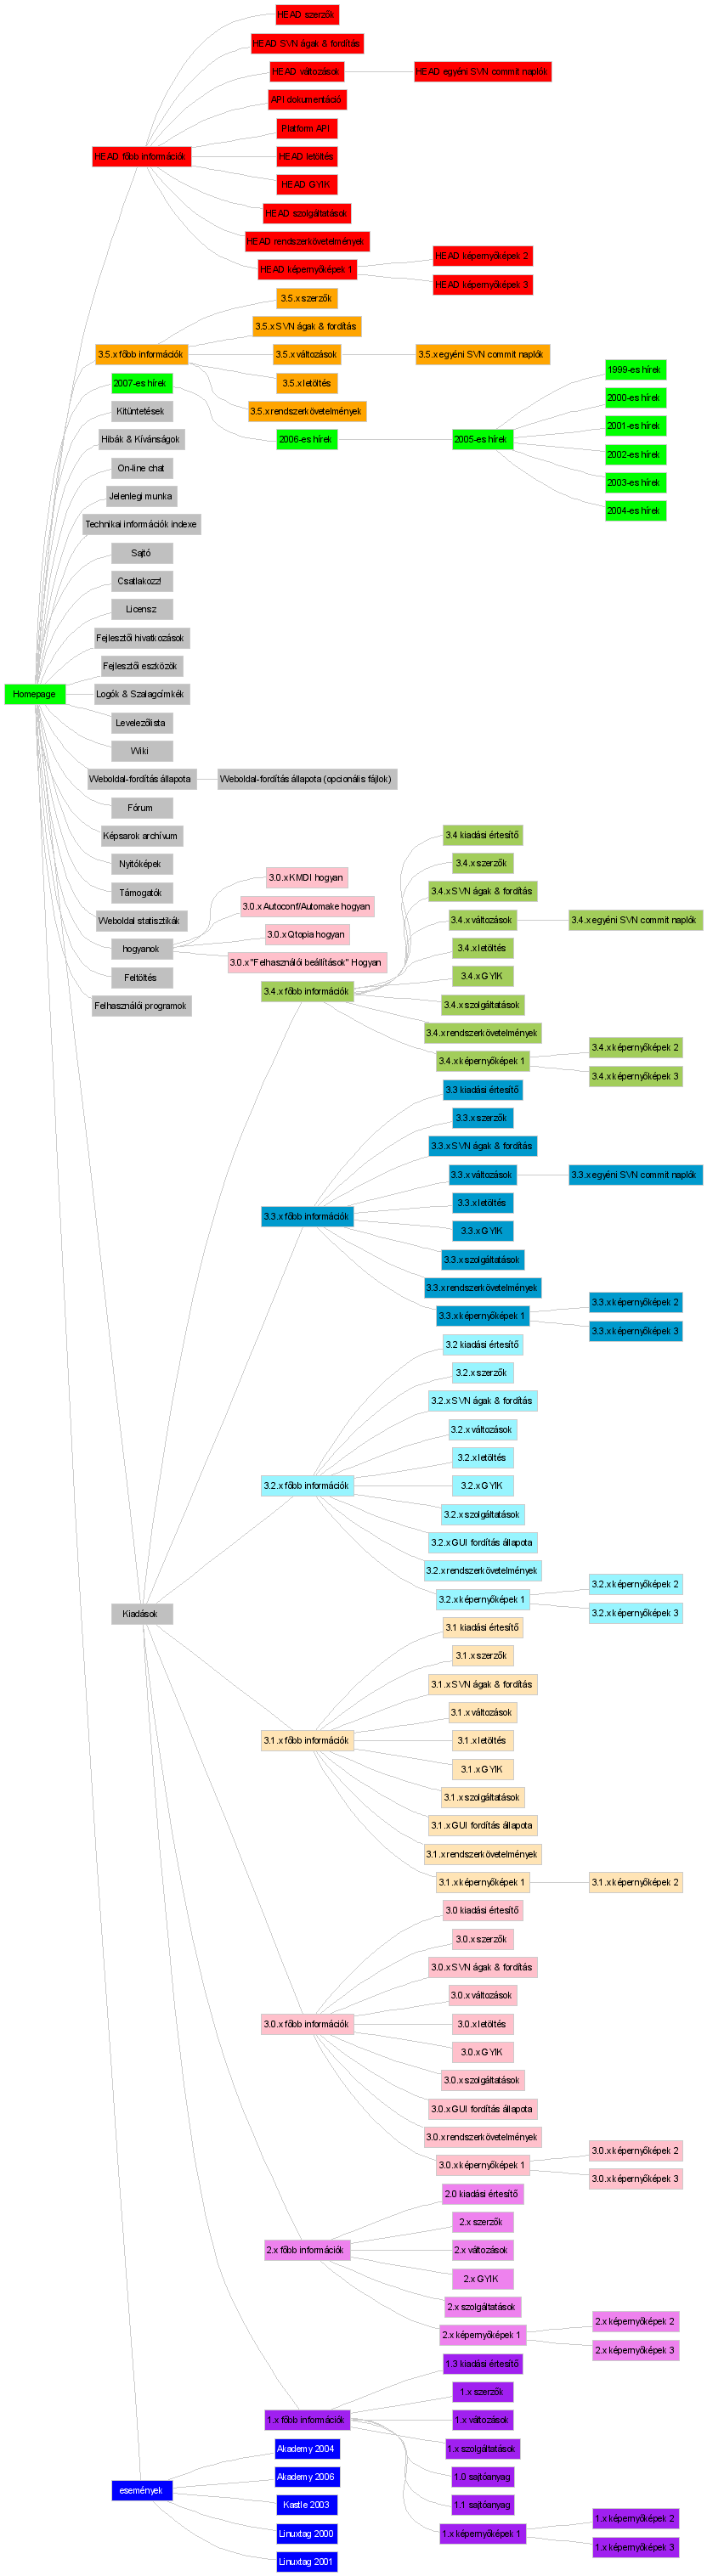 HEAD szerzők
HEAD SVN ágak & fordítás
HEAD változások
HEAD egyéni SVN commit naplók
API dokumentáció
Platform API
HEAD főbb információk
HEAD letöltés
HEAD GYIK
HEAD szolgáltatások
HEAD rendszerkövetelmények
HEAD képernyőképek 1
HEAD képernyőképek 2
HEAD képernyőképek 3
3.5.x szerzők
3.5.x SVN ágak & fordítás
3.5.x főbb információk
3.5.x változások
3.5.x egyéni SVN commit naplók
3.5.x letöltés
3.5.x rendszerkövetelmények
2007-es hírek
2006-es hírek
2005-es hírek
1999-es hírek
2000-es hírek
2001-es hírek
2002-es hírek
2003-es hírek
2004-es hírek
Kitüntetések
Hibák & Kívánságok
On-line chat
Jelenlegi munka
Technikai információk indexe
Sajtó
Csatlakozz!
Licensz
Fejlesztői hivatkozások
Fejlesztői eszközök
Homepage
Logók & Szalagcímkék
Levelezőlista
Wiki
Weboldal-fordítás állapota
Weboldal-fordítás állapota (opcionális fájlok)
Fórum
Képsarok archívum
Nyitóképek
Támogatók
Weboldal statisztikák
hogyanok
Feltöltés
Felhasználói programok
3.0.x KMDI hogyan
3.0.x Autoconf/Automake hogyan
3.0.x Qtopia hogyan
3.0.x "Felhasználói beállítások" Hogyan
3.4 kiadási értesítő
3.4.x szerzők
3.4.x SVN ágak & fordítás
3.4.x változások
3.4.x egyéni SVN commit naplók
3.4.x letöltés
3.4.x GYIK
3.4.x főbb információk
3.4.x szolgáltatások
3.4.x rendszerkövetelmények
3.4.x képernyőképek 1
3.4.x képernyőképek 2
3.4.x képernyőképek 3
3.3 kiadási értesítő
3.3.x szerzők
3.3.x SVN ágak & fordítás
3.3.x változások
3.3.x egyéni SVN commit naplók
3.3.x letöltés
3.3.x főbb információk
3.3.x GYIK
3.3.x szolgáltatások
3.3.x rendszerkövetelmények
3.3.x képernyőképek 1
3.3.x képernyőképek 2
3.3.x képernyőképek 3
3.2 kiadási értesítő
3.2.x szerzők
3.2.x SVN ágak & fordítás
3.2.x változások
3.2.x letöltés
3.2.x főbb információk
3.2.x GYIK
3.2.x szolgáltatások
3.2.x GUI fordítás állapota
3.2.x rendszerkövetelmények
3.2.x képernyőképek 1
3.2.x képernyőképek 2
3.2.x képernyőképek 3
Kiadások
3.1 kiadási értesítő
3.1.x szerzők
3.1.x SVN ágak & fordítás
3.1.x változások
3.1.x főbb információk
3.1.x letöltés
3.1.x GYIK
3.1.x szolgáltatások
3.1.x GUI fordítás állapota
3.1.x rendszerkövetelmények
3.1.x képernyőképek 1
3.1.x képernyőképek 2
3.0 kiadási értesítő
3.0.x szerzők
3.0.x SVN ágak & fordítás
3.0.x változások
3.0.x főbb információk
3.0.x letöltés
3.0.x GYIK
3.0.x szolgáltatások
3.0.x GUI fordítás állapota
3.0.x rendszerkövetelmények
3.0.x képernyőképek 1
3.0.x képernyőképek 2
3.0.x képernyőképek 3
2.0 kiadási értesítő
2.x szerzők
2.x főbb információk
2.x változások
2.x GYIK
2.x szolgáltatások
2.x képernyőképek 1
2.x képernyőképek 2
2.x képernyőképek 3
1.3 kiadási értesítő
1.x szerzők
1.x főbb információk
1.x változások
1.x szolgáltatások
1.0 sajtóanyag
1.1 sajtóanyag
1.x képernyőképek 1
1.x képernyőképek 2
1.x képernyőképek 3
események
Akademy 2004
Akademy 2006
Kastle 2003
Linuxtag 2000
Linuxtag 2001